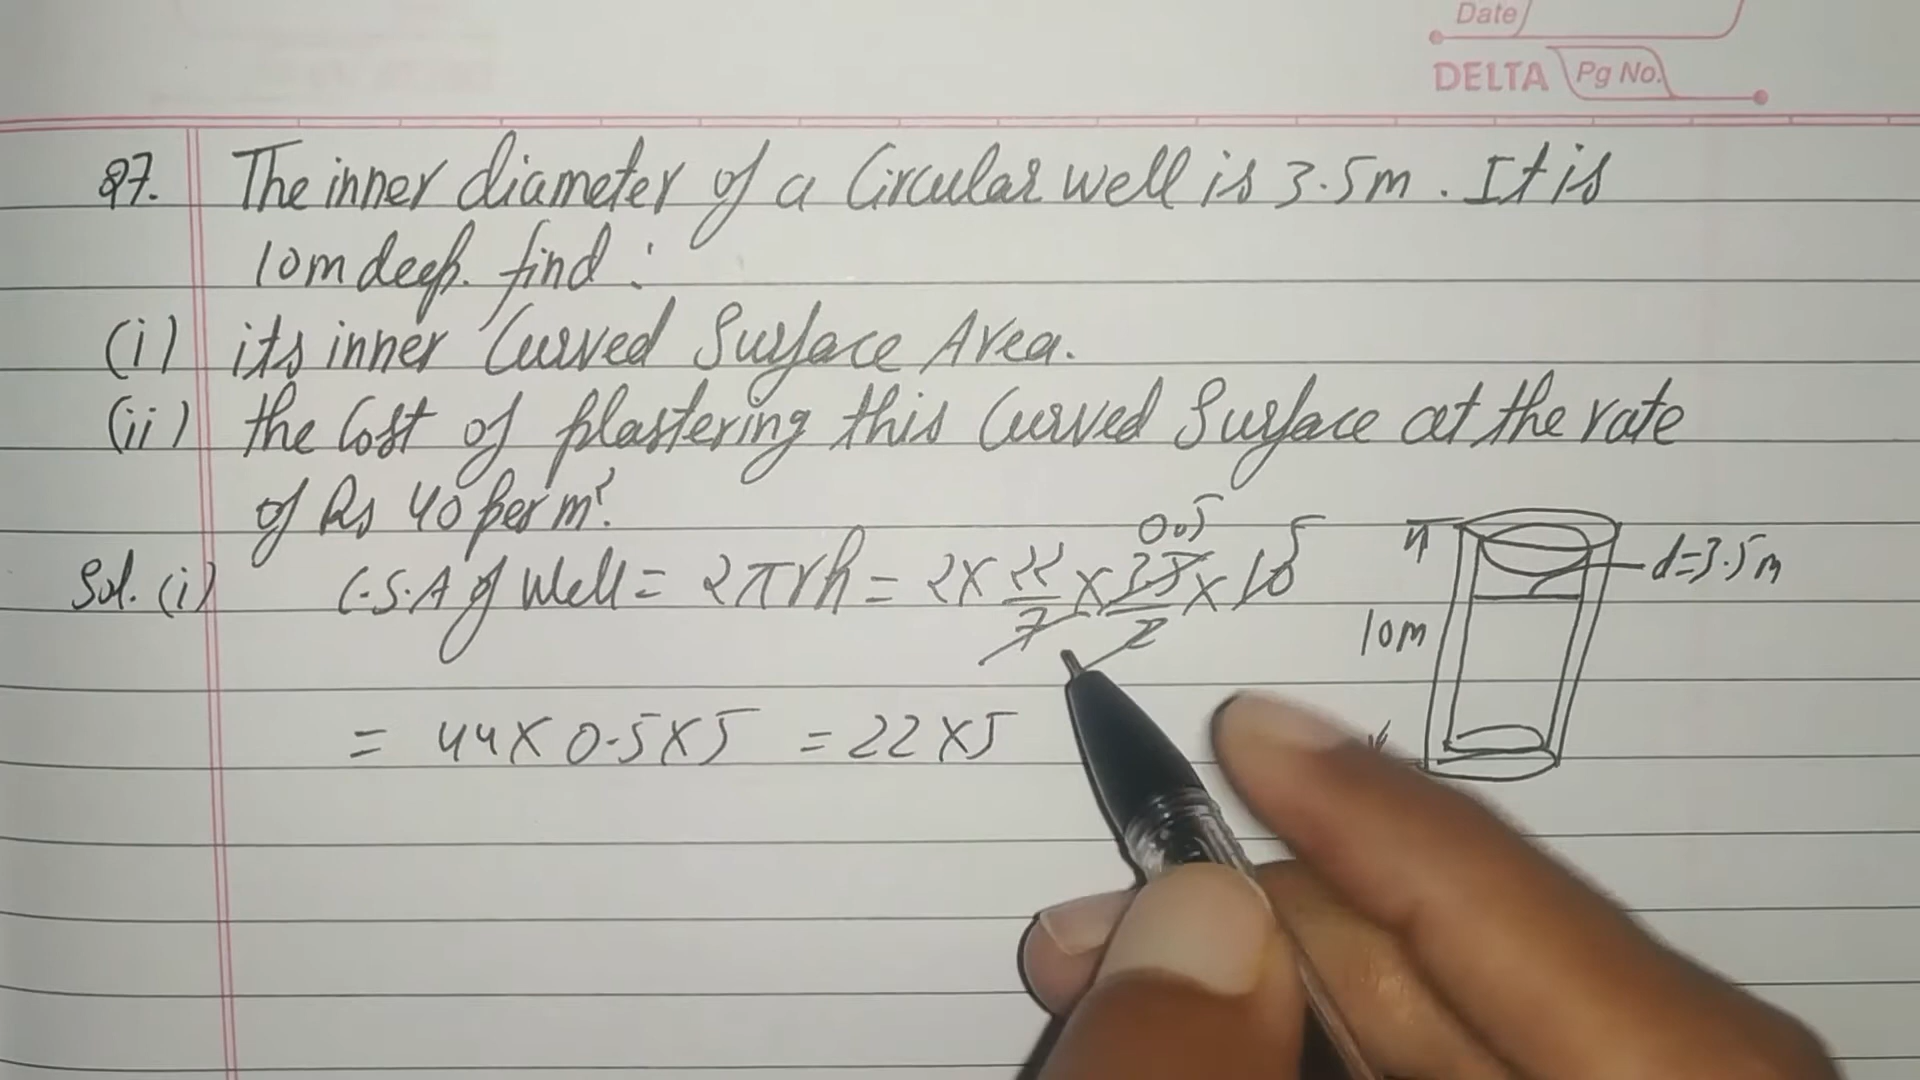 Date
DELTA Pg No.
Q7. The inner diameter of a Circular well is 3.5m. It is
10m deep. find :
(i) its inner Curved Surface Area.
(ii) the Cost of plastering this Curved Surface at the rate
of Rs 40 per m².
Sol. (i) C.S.A of Well = 2πrh = 2 × 22/7 × 3.5/2 × 10
0.5 5
d=3.5m
10m
= 44 × 0.5 × 5 = 22 × 5